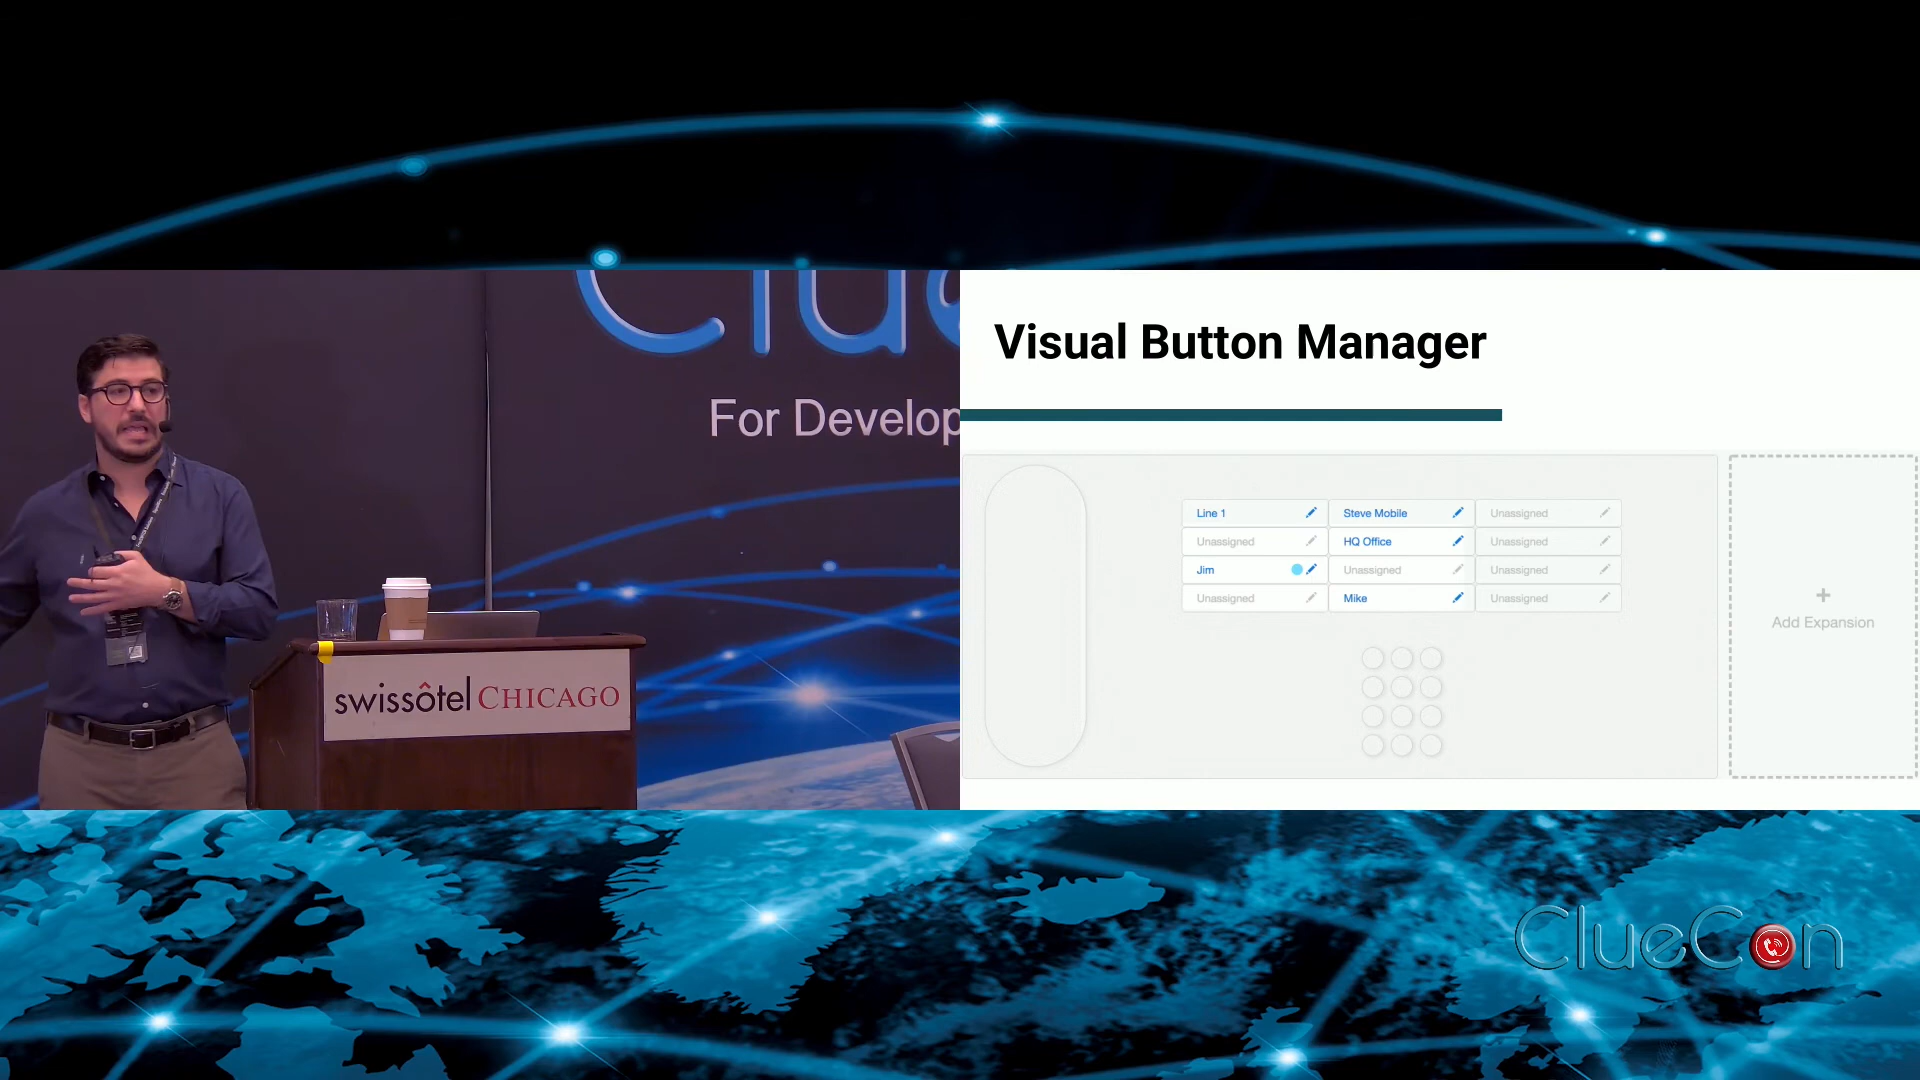 Clue
For Develop
swissôtel CHICAGO
Visual Button Manager
Line 1
Steve Mobile
Unassigned
Unassigned
HQ Office
Unassigned
Jim
Unassigned
Unassigned
Unassigned
Mike
Unassigned
+
Add Expansion
ClueCon